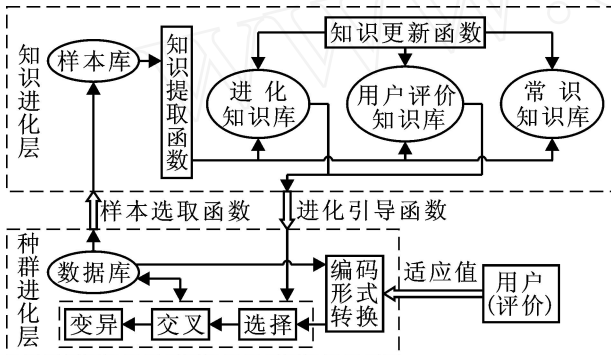 知识进化层
样本库
知识提取函数
知识更新函数
进化
知识库
用户评价
知识库
常识
知识库
样本选取函数
进化引导函数
种群进化层
数据库
编码
形式
转换
适应值
用户
(评价)
变异
交叉
选择